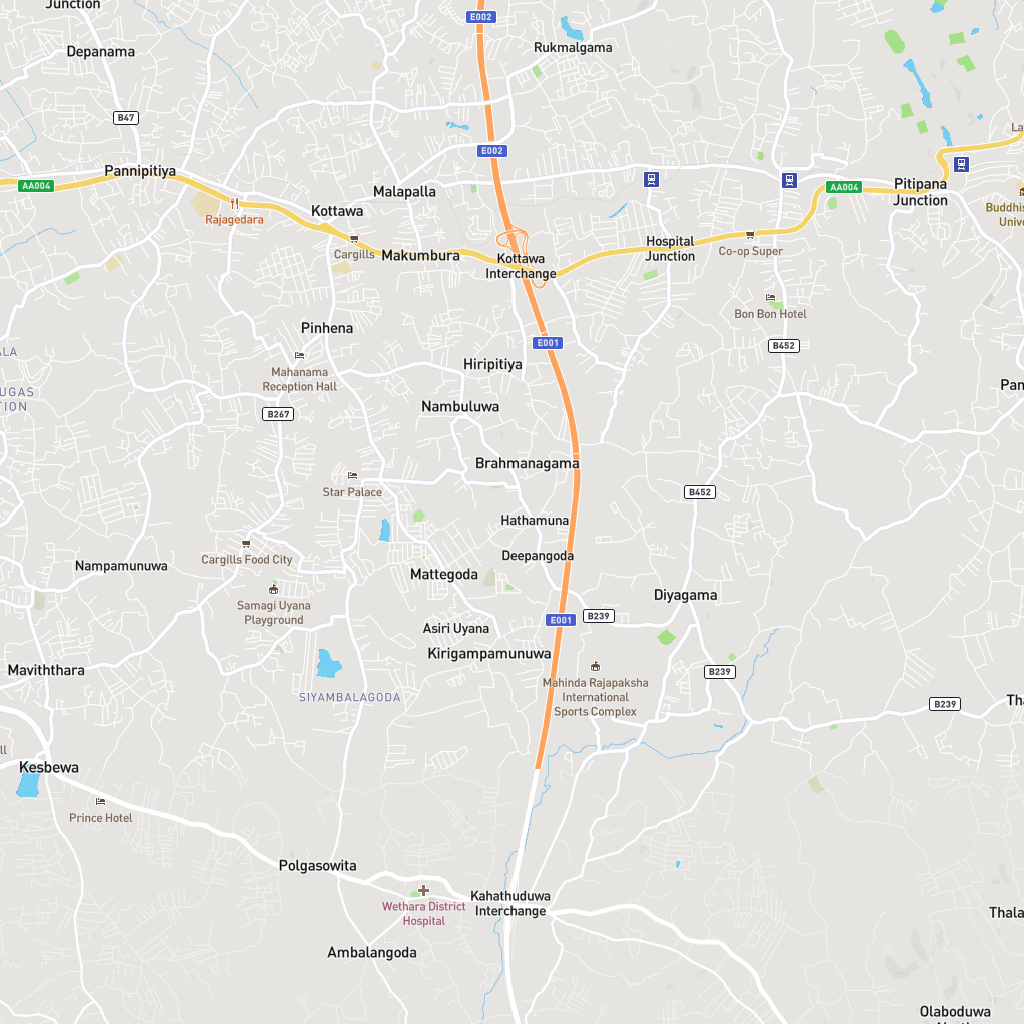 Junction
E002
Rukmalgama
Depanama
B47
La
E002
Pannipitiya
AA004
Malapalla
AA004
Pitipana
Junction
Kottawa
Rajagedara
Buddhis
Unive
Hospital
Junction
Cargills
Makumbura
Kottawa
Interchange
Co-op Super
Bon Bon Hotel
Pinhena
E001
B452
ALA
UGAS
TION
Mahanama
Reception Hall
Hiripitiya
Pan
Nambuluwa
B267
Brahmanagama
Star Palace
B452
Hathamuna
Cargills Food City
Deepangoda
Nampamunuwa
Mattegoda
Diyagama
Samagi Uyana
Playground
E001
B239
Asiri Uyana
Kirigampamunuwa
Maviththara
B239
Mahinda Rajapaksha
International
Sports Complex
SIYAMBALAGODA
B239
Tha
ll
Kesbewa
Prince Hotel
Polgasowita
Wethara District
Hospital
Kahathuduwa
Interchange
Thala
Ambalangoda
Olaboduwa